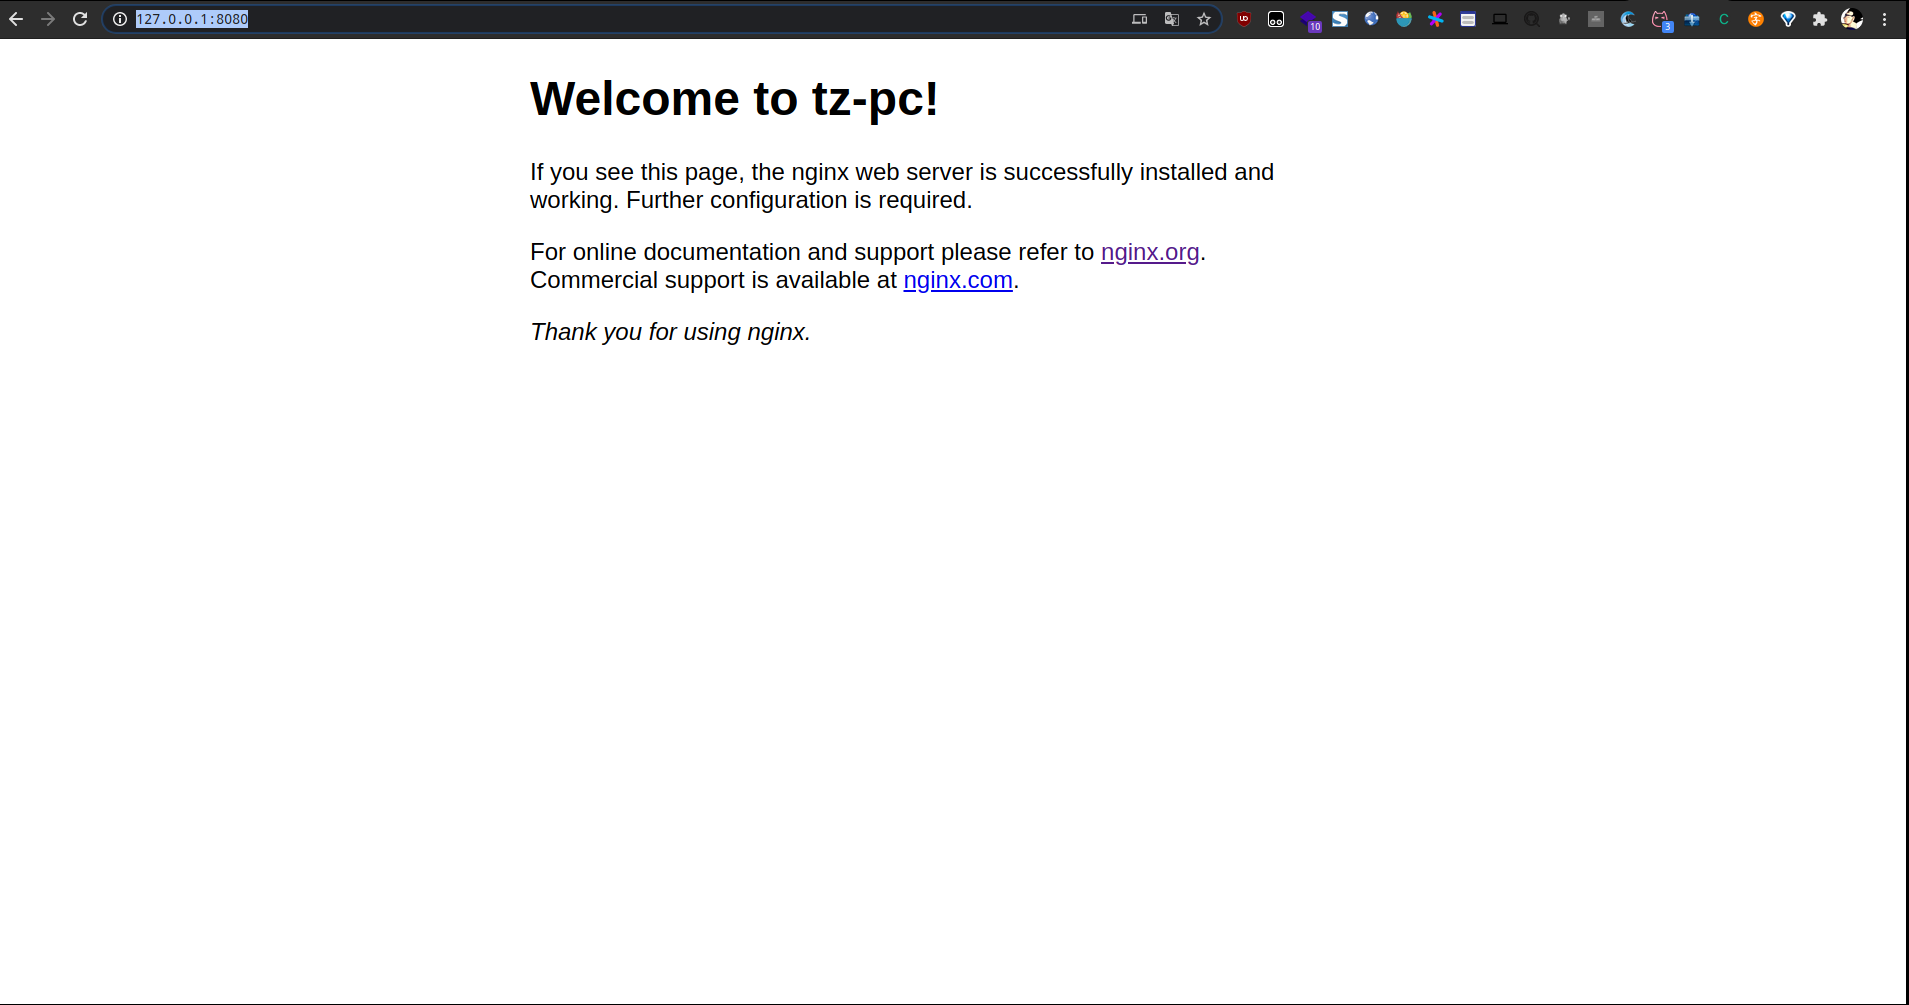 127.0.0.1:8080
10
3
C
Welcome to tz-pc!
If you see this page, the nginx web server is successfully installed and
working. Further configuration is required.
For online documentation and support please refer to nginx.org.
Commercial support is available at nginx.com.
Thank you for using nginx.